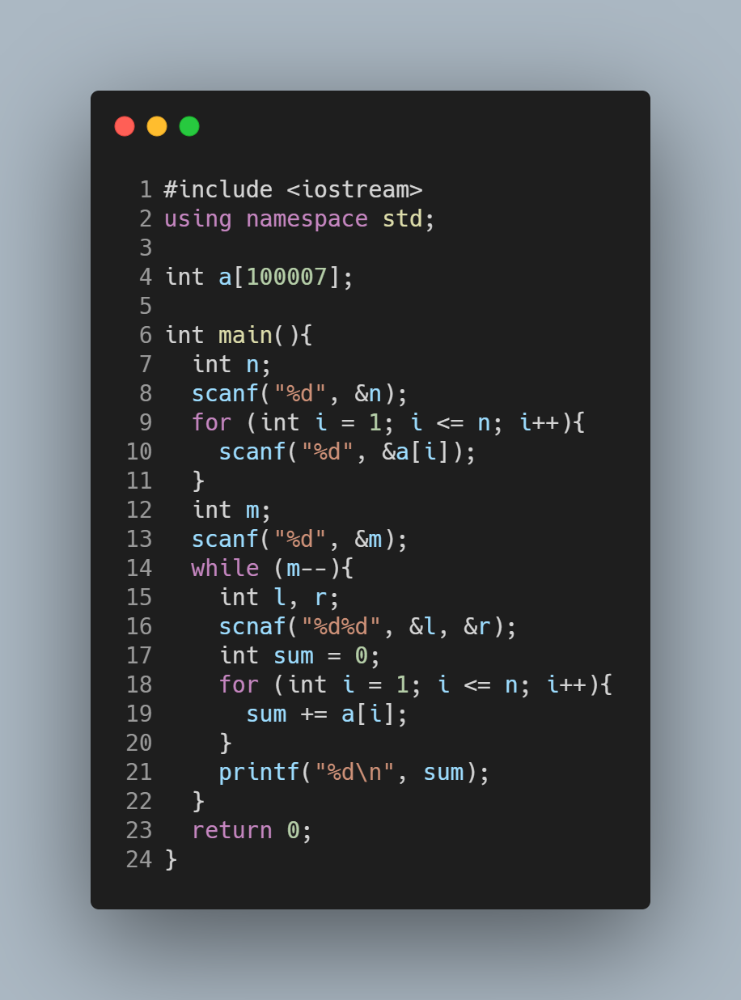 1 #include <iostream>
2 using namespace std;
3
4 int a[100007];
5
6 int main(){
7   int n;
8   scanf("%d", &n);
9   for (int i = 1; i <= n; i++){
10     scanf("%d", &a[i]);
11   }
12   int m;
13   scanf("%d", &m);
14   while (m--){
15     int l, r;
16     scnaf("%d%d", &l, &r);
17     int sum = 0;
18     for (int i = 1; i <= n; i++){
19       sum += a[i];
20     }
21     printf("%d\n", sum);
22   }
23   return 0;
24 }